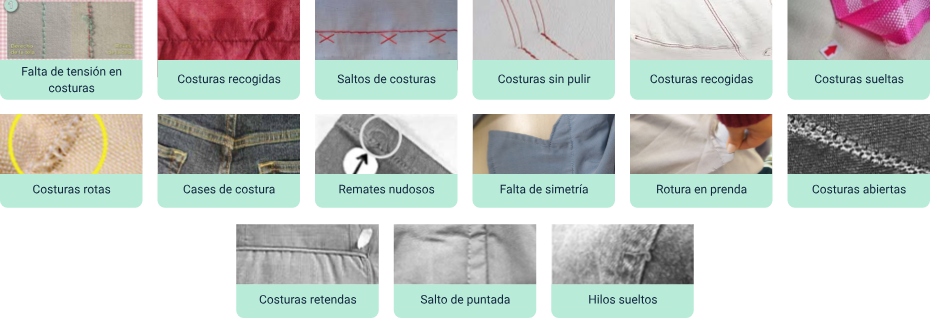 Falta de tensión en
costuras
Costuras recogidas
Saltos de costuras
Costuras sin pulir
Costuras recogidas
Costuras sueltas
Costuras rotas
Cases de costura
Remates nudosos
Falta de simetría
Rotura en prenda
Costuras abiertas
Costuras retendas
Salto de puntada
Hilos sueltos